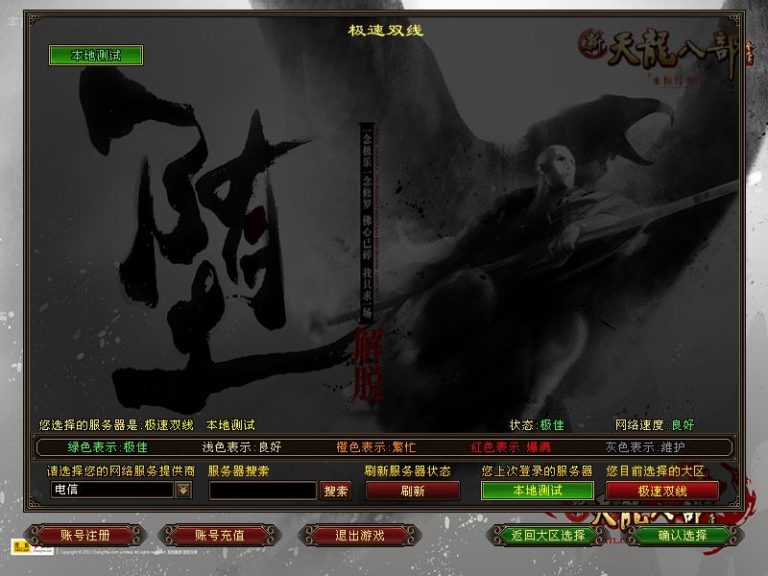 极速双线
本地测试
新天龍八部
堕
一念极乐一念修罗 佛心已碎 我只求一场
解脱
您选择的服务器是:极速双线 本地测试 状态:极佳 网络速度:良好
绿色表示:极佳 浅色表示:良好 橙色表示:繁忙 红色表示:爆满 灰色表示:维护
请选择您的网络服务提供商 服务器搜索 刷新服务器状态 您上次登录的服务器 您目前选择的大区
电信 搜索 刷新 本地测试 极速双线
账号注册 账号充值 退出游戏 返回大区选择 确认选择